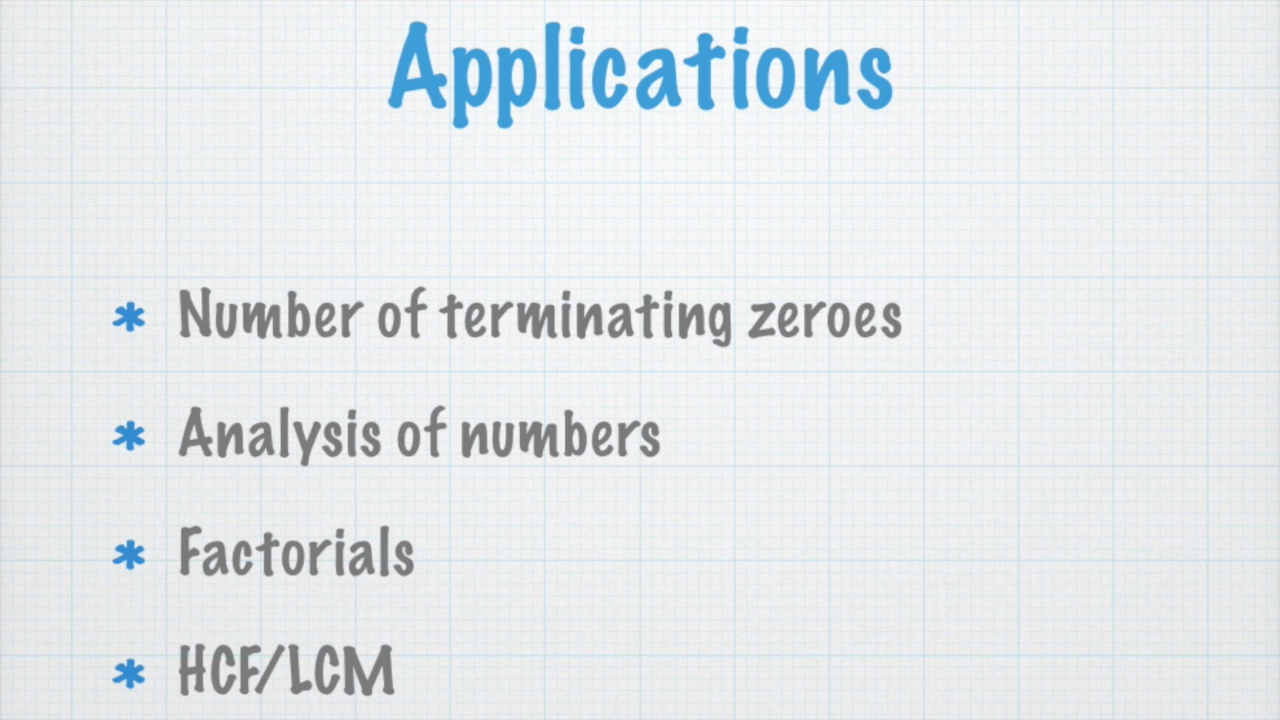 Applications
* Number of terminating zeroes
* Analysis of numbers
* Factorials
* HCF/LCM